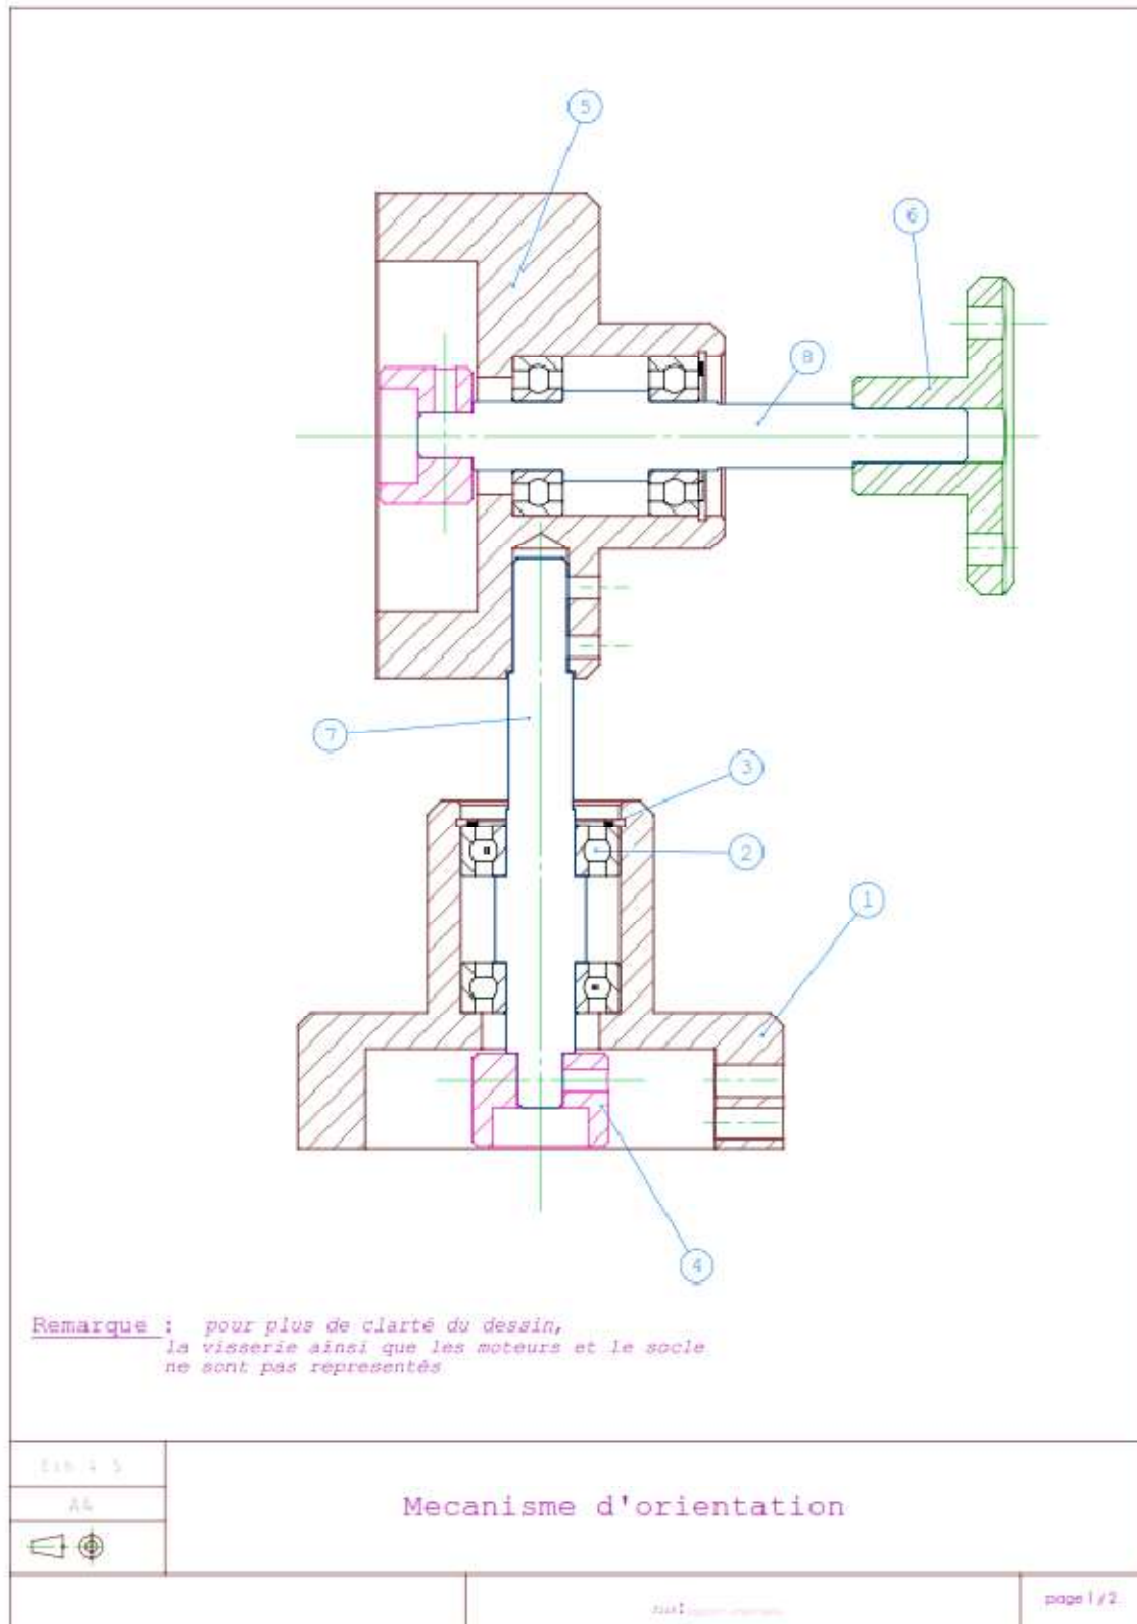 5
6
8
7
3
2
1
4
Remarque : pour plus de clarté du dessin,
la visserie ainsi que les moteurs et le socle
ne sont pas representés
A4
Mecanisme d'orientation
page 1/2